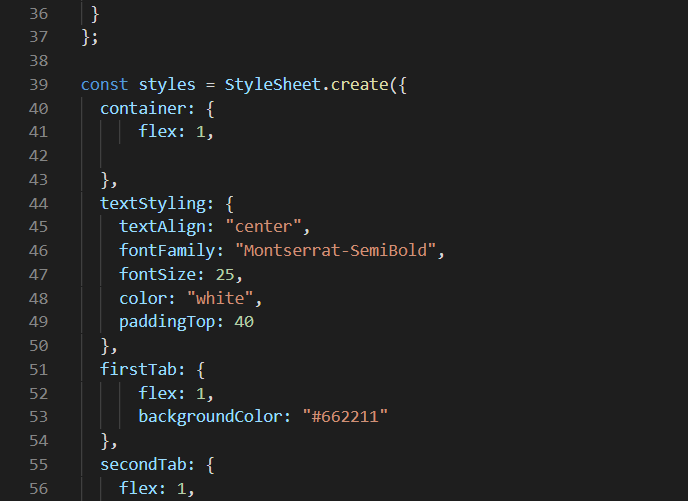 36 }
37 };
38
39 const styles = StyleSheet.create({
40 container: {
41 flex: 1,
42
43 },
44 textStyling: {
45 textAlign: "center",
46 fontFamily: "Montserrat-SemiBold",
47 fontSize: 25,
48 color: "white",
49 paddingTop: 40
50 },
51 firstTab: {
52 flex: 1,
53 backgroundColor: "#662211"
54 },
55 secondTab: {
56 flex: 1,